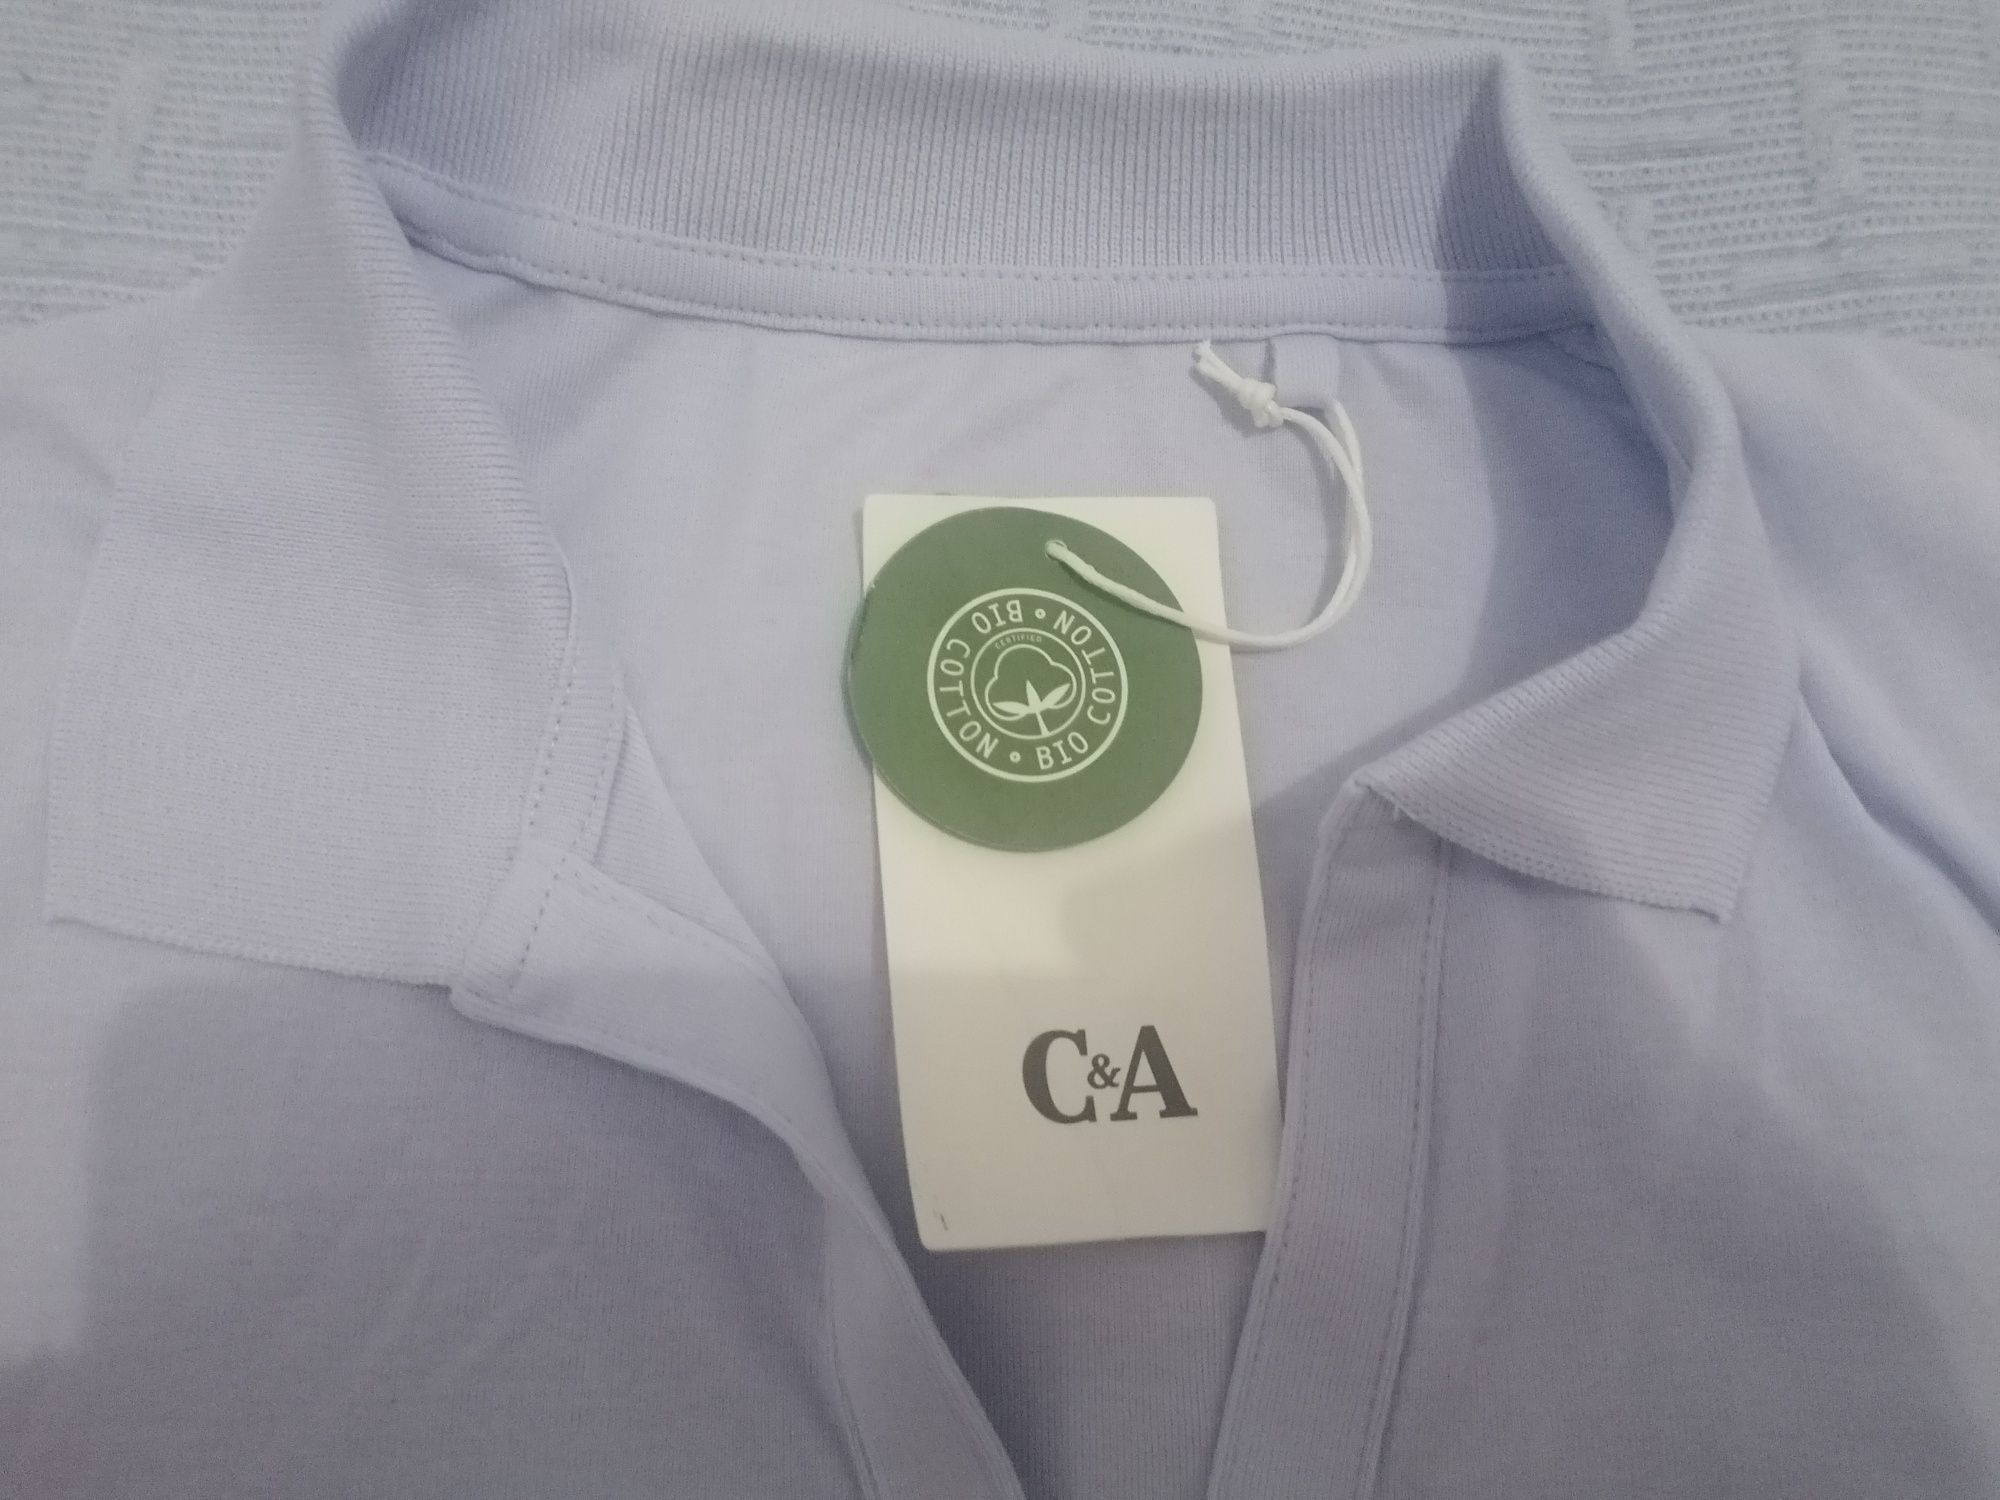 BIO COTTON • BIO COTTON •
CERTIFIED
C&A